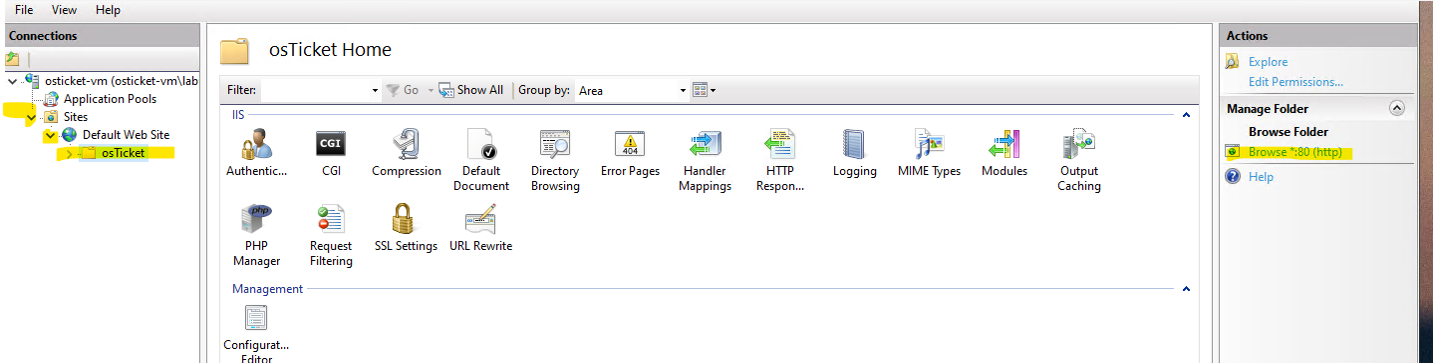 File View Help
Connections
osticket-vm (osticket-vm\lab
Application Pools
Sites
Default Web Site
osTicket
osTicket Home
Filter: Go Show All Group by: Area
IIS
Authentic... CGI Compression Default Document Directory Browsing Error Pages Handler Mappings HTTP Respon... Logging MIME Types Modules Output Caching
CGI
404
php
PHP Manager Request Filtering SSL Settings URL Rewrite
Management
Configurat... Editor
Actions
Explore
Edit Permissions...
Manage Folder
Browse Folder
Browse *:80 (http)
Help